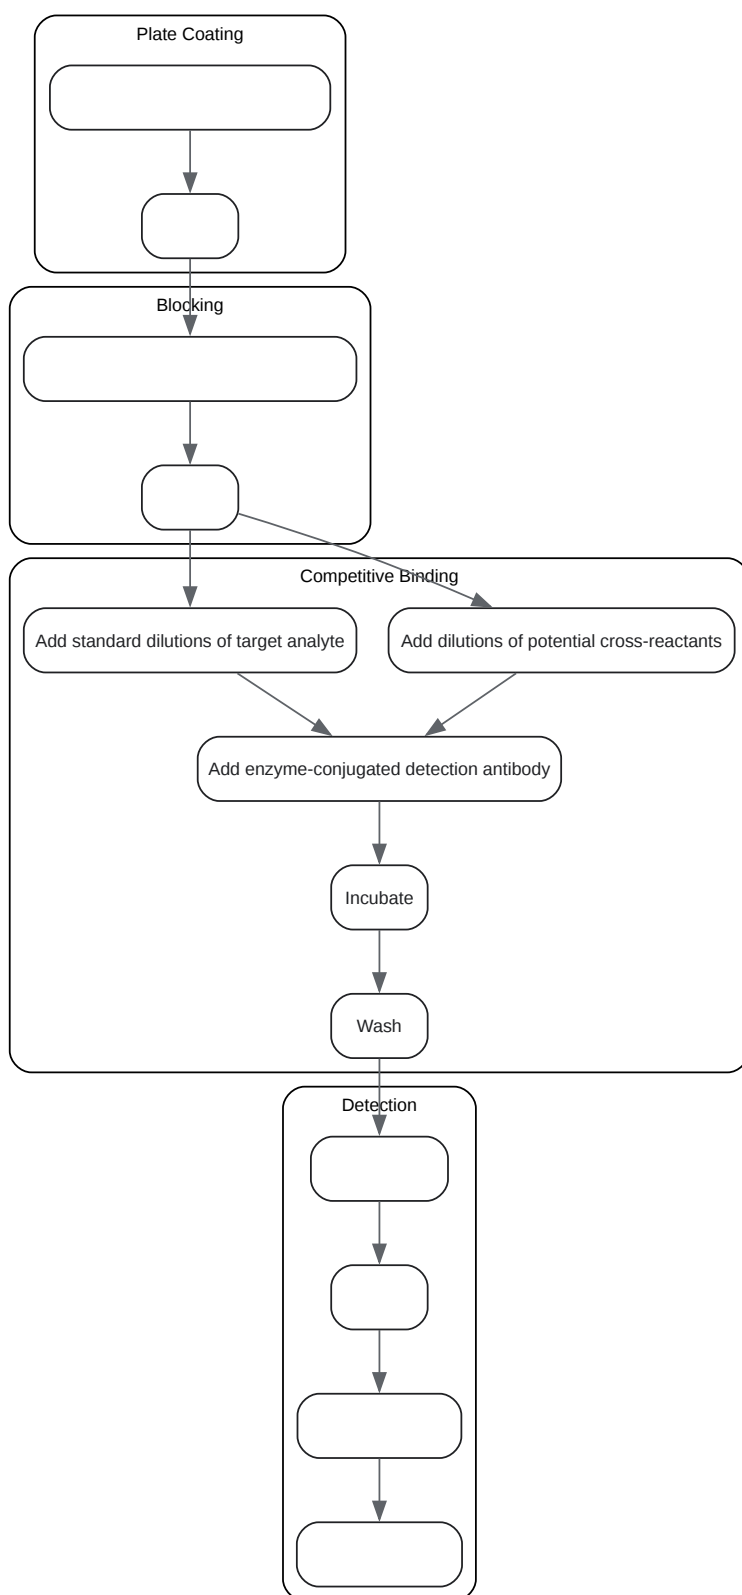 Plate Coating
Blocking
Competitive Binding
Add standard dilutions of target analyte
Add dilutions of potential cross-reactants
Add enzyme-conjugated detection antibody
Incubate
Wash
Detection